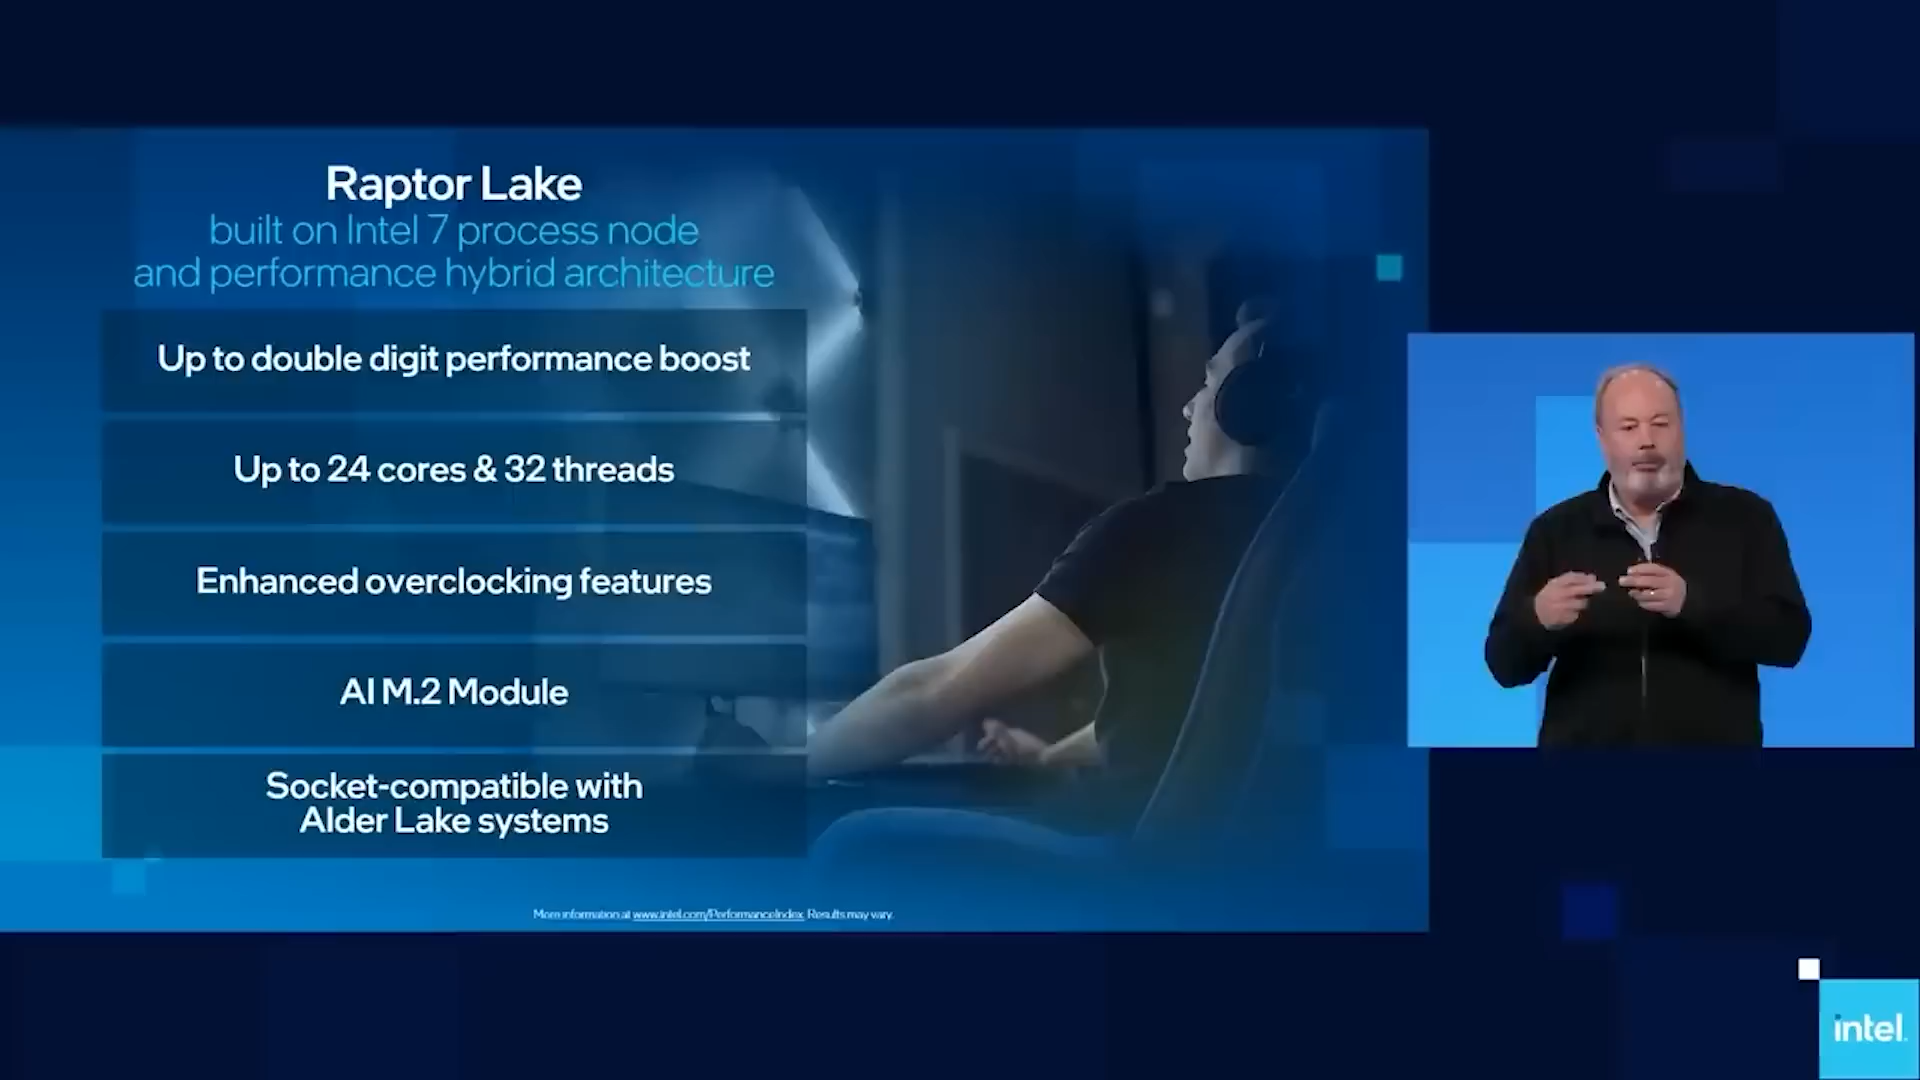 Raptor Lake
built on Intel 7 process node
and performance hybrid architecture
Up to double digit performance boost
Up to 24 cores & 32 threads
Enhanced overclocking features
AI M.2 Module
Socket-compatible with
Alder Lake systems
More information at www.intel.com/PerformanceIndex. Results may vary.
intel.